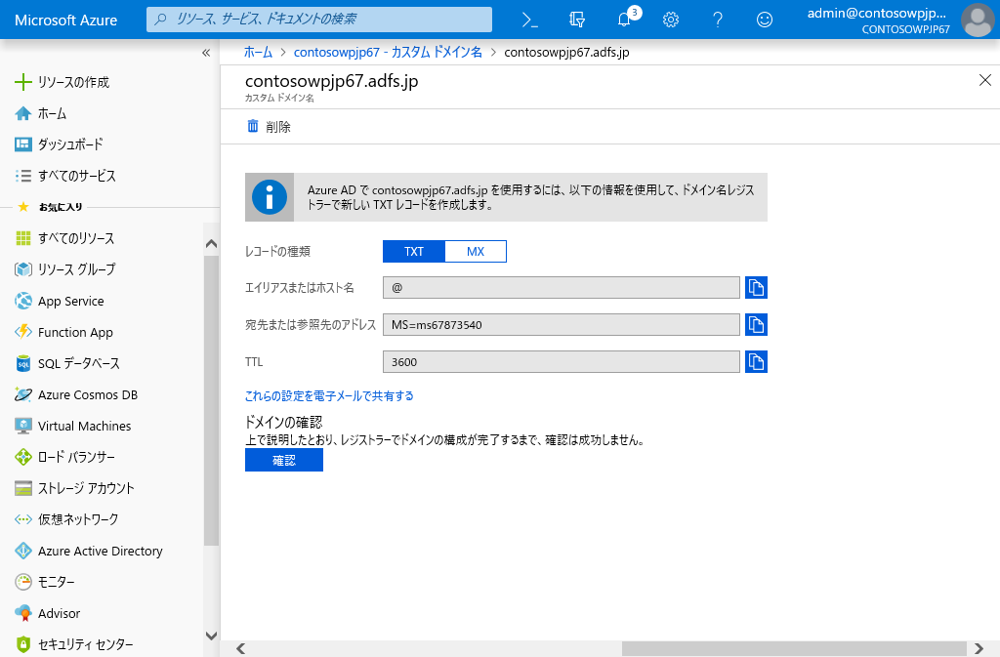 Microsoft Azure
リソース、サービス、ドキュメントの検索
3
admin@contosowpjp...
CONTOSOWPJP67
«
ホーム > contosowpjp67 - カスタム ドメイン名 > contosowpjp67.adfs.jp
リソースの作成
ホーム
ダッシュボード
すべてのサービス
お気に入り
すべてのリソース
リソース グループ
App Service
Function App
SQL データベース
Azure Cosmos DB
Virtual Machines
ロード バランサー
ストレージ アカウント
仮想ネットワーク
Azure Active Directory
モニター
Advisor
セキュリティ センター
contosowpjp67.adfs.jp
カスタム ドメイン名
削除
Azure AD で contosowpjp67.adfs.jp を使用するには、以下の情報を使用して、ドメイン名レジス
トラーで新しい TXT レコードを作成します。
レコードの種類 TXT MX
エイリアスまたはホスト名 @
宛先または参照先のアドレス MS=ms67873540
TTL 3600
これらの設定を電子メールで共有する
ドメインの確認
上で説明したとおり、レジストラーでドメインの構成が完了するまで、確認は成功しません。
確認